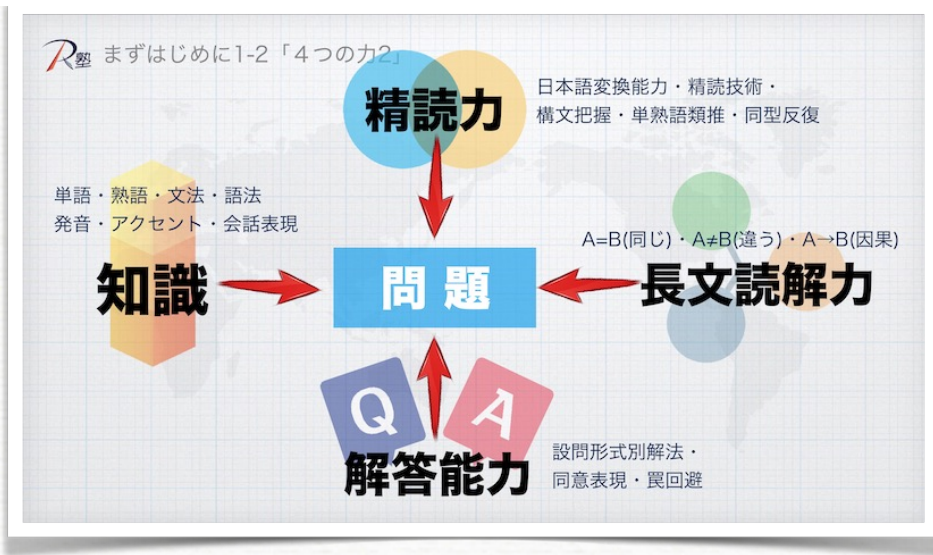 R塾 まずはじめに1-2「４つの力2」
精読力
日本語変換能力・精読技術・
構文把握・単熟語類推・同型反復
単語・熟語・文法・語法
発音・アクセント・会話表現
知識
問題
A=B(同じ)・A≠B(違う)・A→B(因果)
長文読解力
Q A
解答能力
設問形式別解法・
同意表現・罠回避